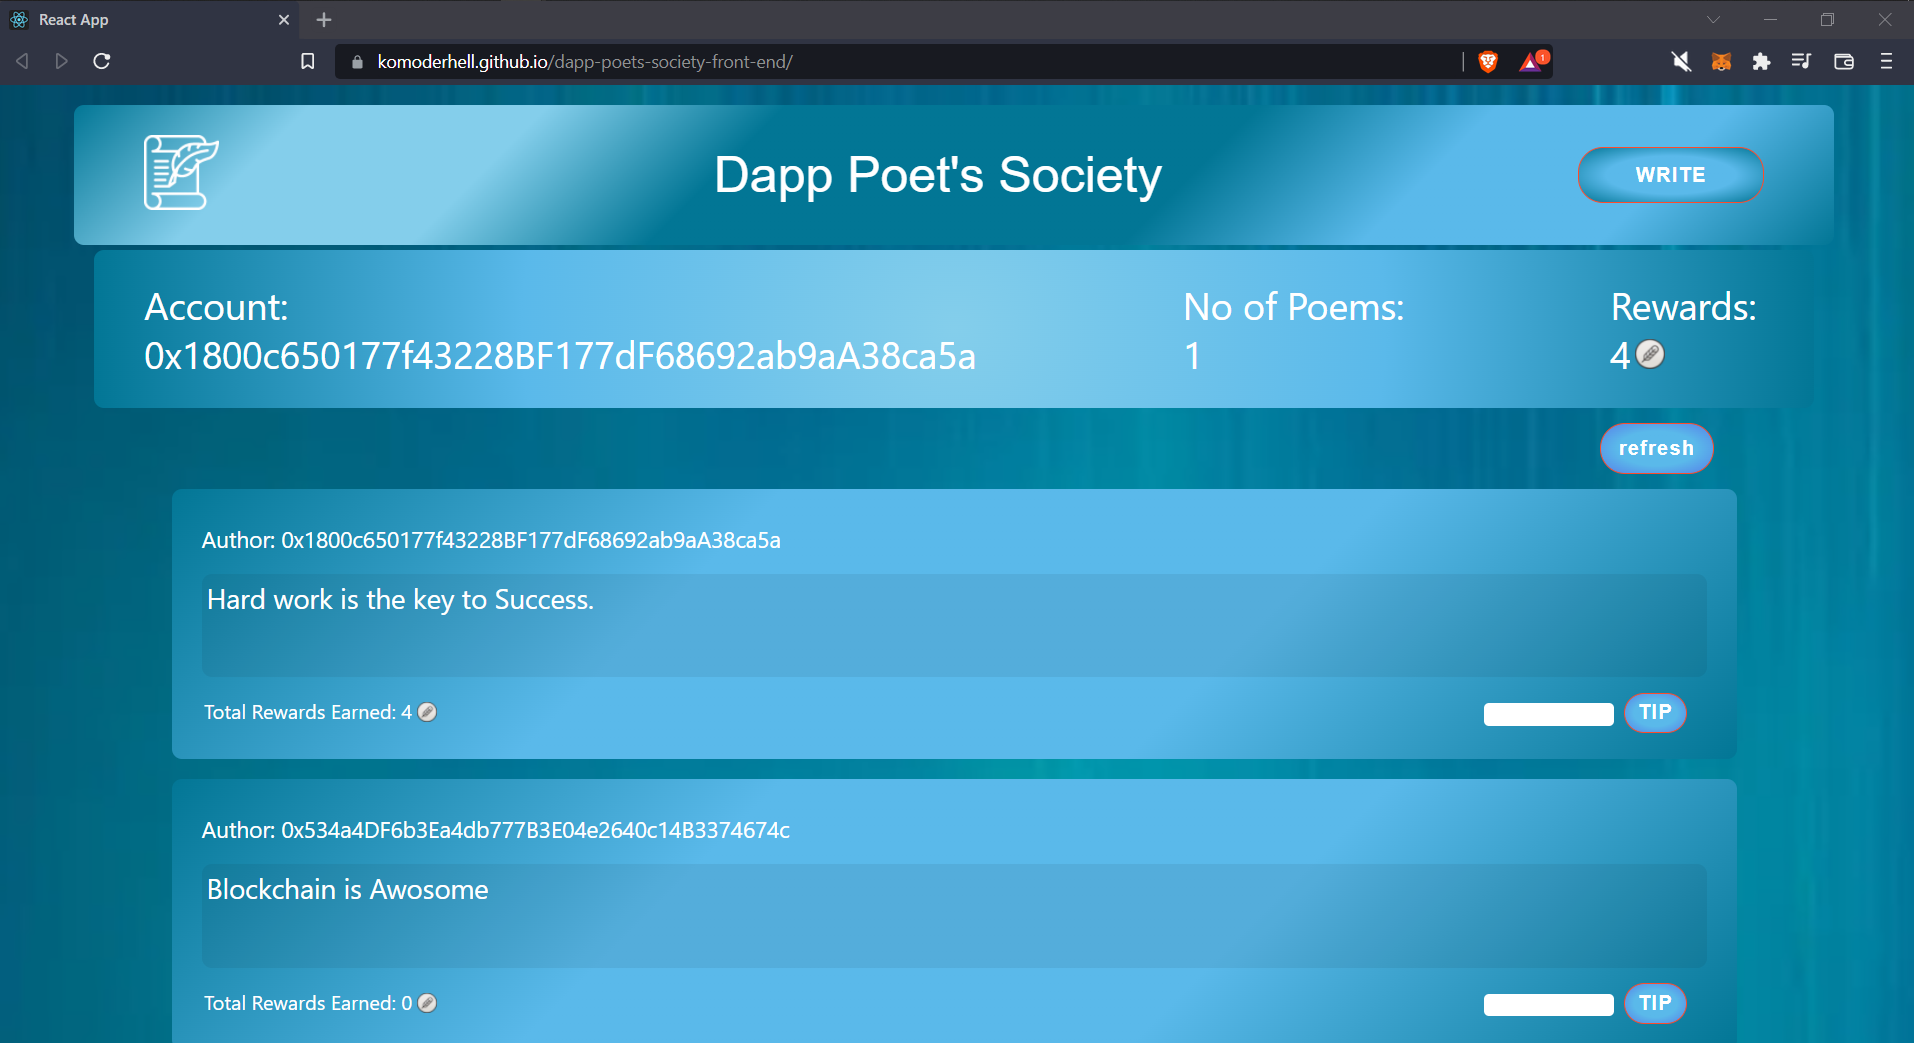 React App
komoderhell.github.io/dapp-poets-society-front-end/
1
Dapp Poet's Society
WRITE
Account:
0x1800c650177f43228BF177dF68692ab9aA38ca5a
No of Poems:
1
Rewards:
4
refresh
Author: 0x1800c650177f43228BF177dF68692ab9aA38ca5a
Hard work is the key to Success.
Total Rewards Earned: 4
TIP
Author: 0x534a4DF6b3Ea4db777B3E04e2640c14B3374674c
Blockchain is Awosome
Total Rewards Earned: 0
TIP